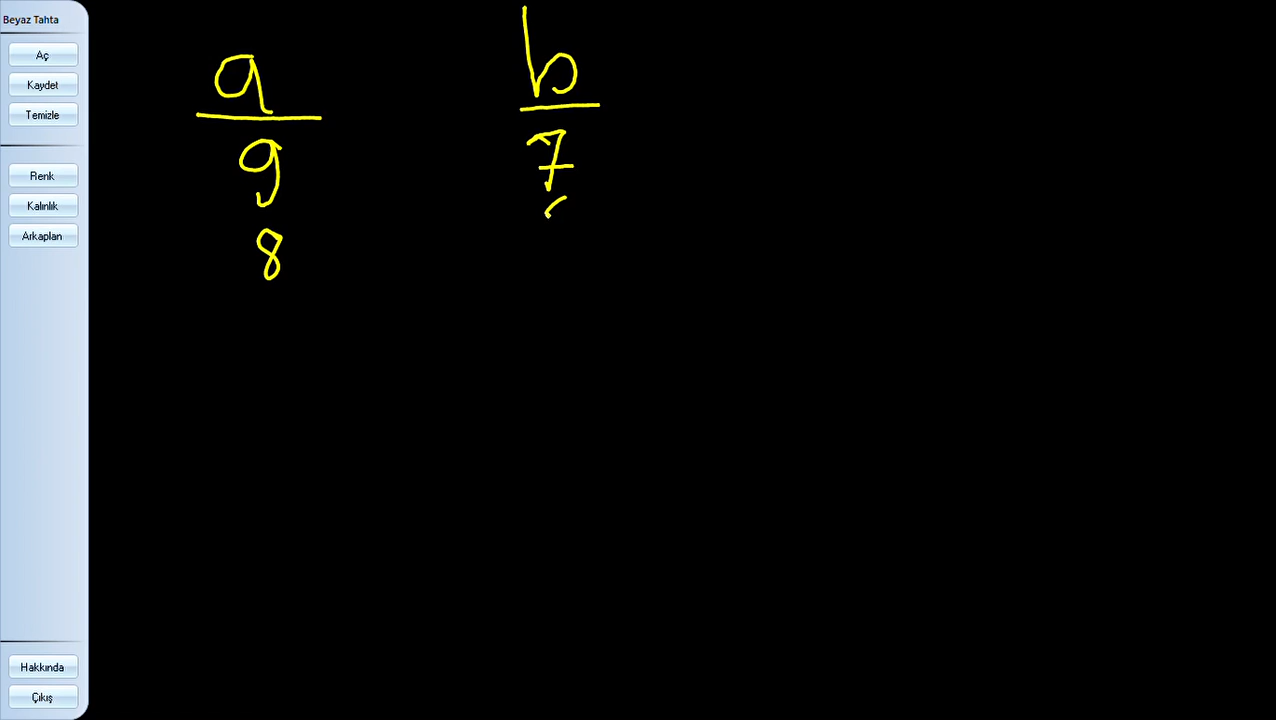 Beyaz Tahta
Aç
Kaydet
Temizle
Renk
Kalınlık
Arkaplan
Hakkında
Çıkış
a
9
8
b
7